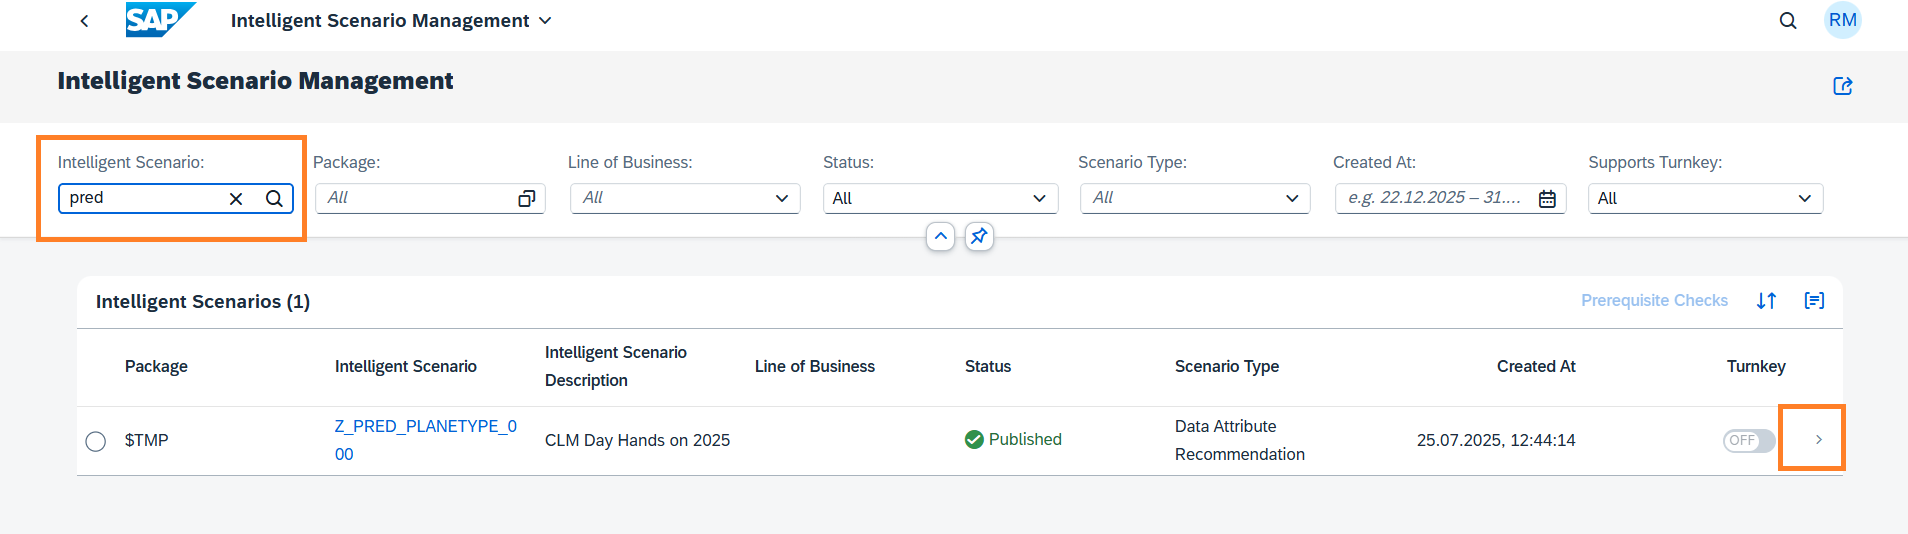 SAP Intelligent Scenario Management RM
Intelligent Scenario Management
Intelligent Scenario: Package: Line of Business: Status: Scenario Type: Created At: Supports Turnkey:
pred All All All All e.g. 22.12.2025 – 31.... All
Intelligent Scenarios (1) Prerequisite Checks
Package Intelligent Scenario Intelligent Scenario Line of Business Status Scenario Type Created At Turnkey
Description
$TMP Z_PRED_PLANETYPE_0 CLM Day Hands on 2025 Published Data Attribute 25.07.2025, 12:44:14 OFF
00 Recommendation